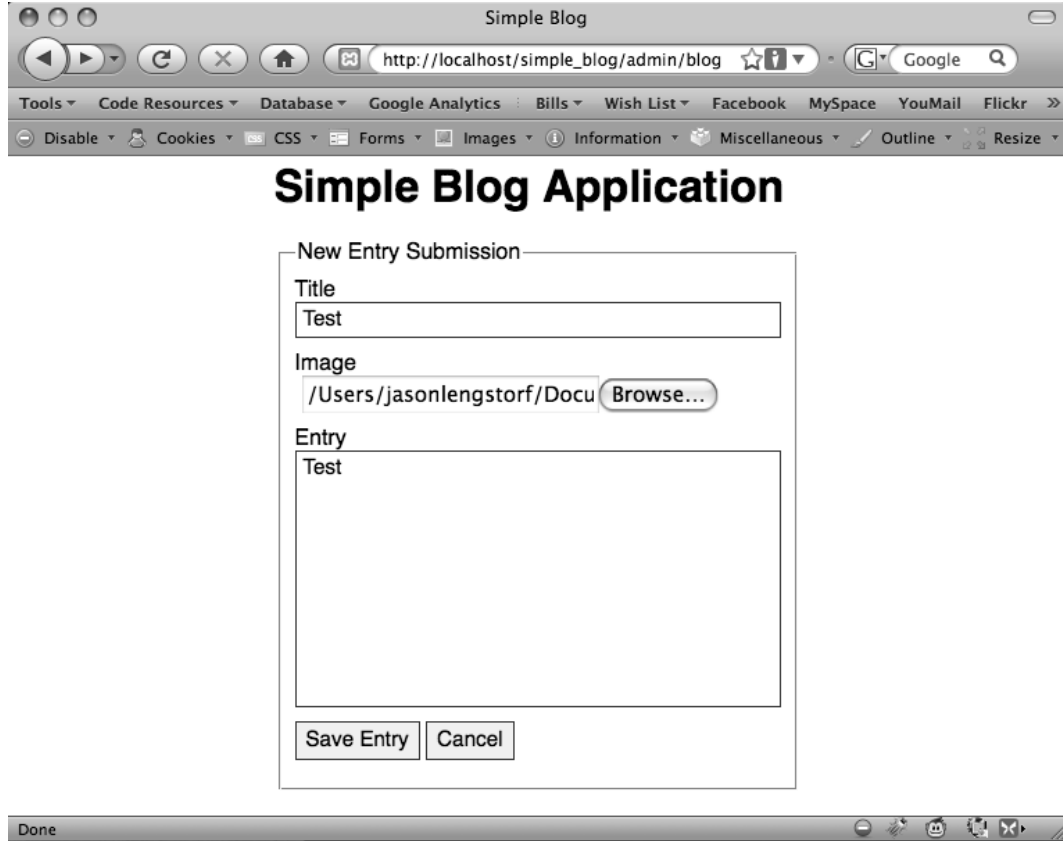 Simple Blog
http://localhost/simple_blog/admin/blog
Google
Tools Code Resources Database Google Analytics Bills Wish List Facebook MySpace YouMail Flickr »
Disable Cookies CSS Forms Images Information Miscellaneous Outline Resize
Simple Blog Application
New Entry Submission
Title
Test
Image
/Users/jasonlengstorf/Docu Browse...
Entry
Test
Save Entry Cancel
Done